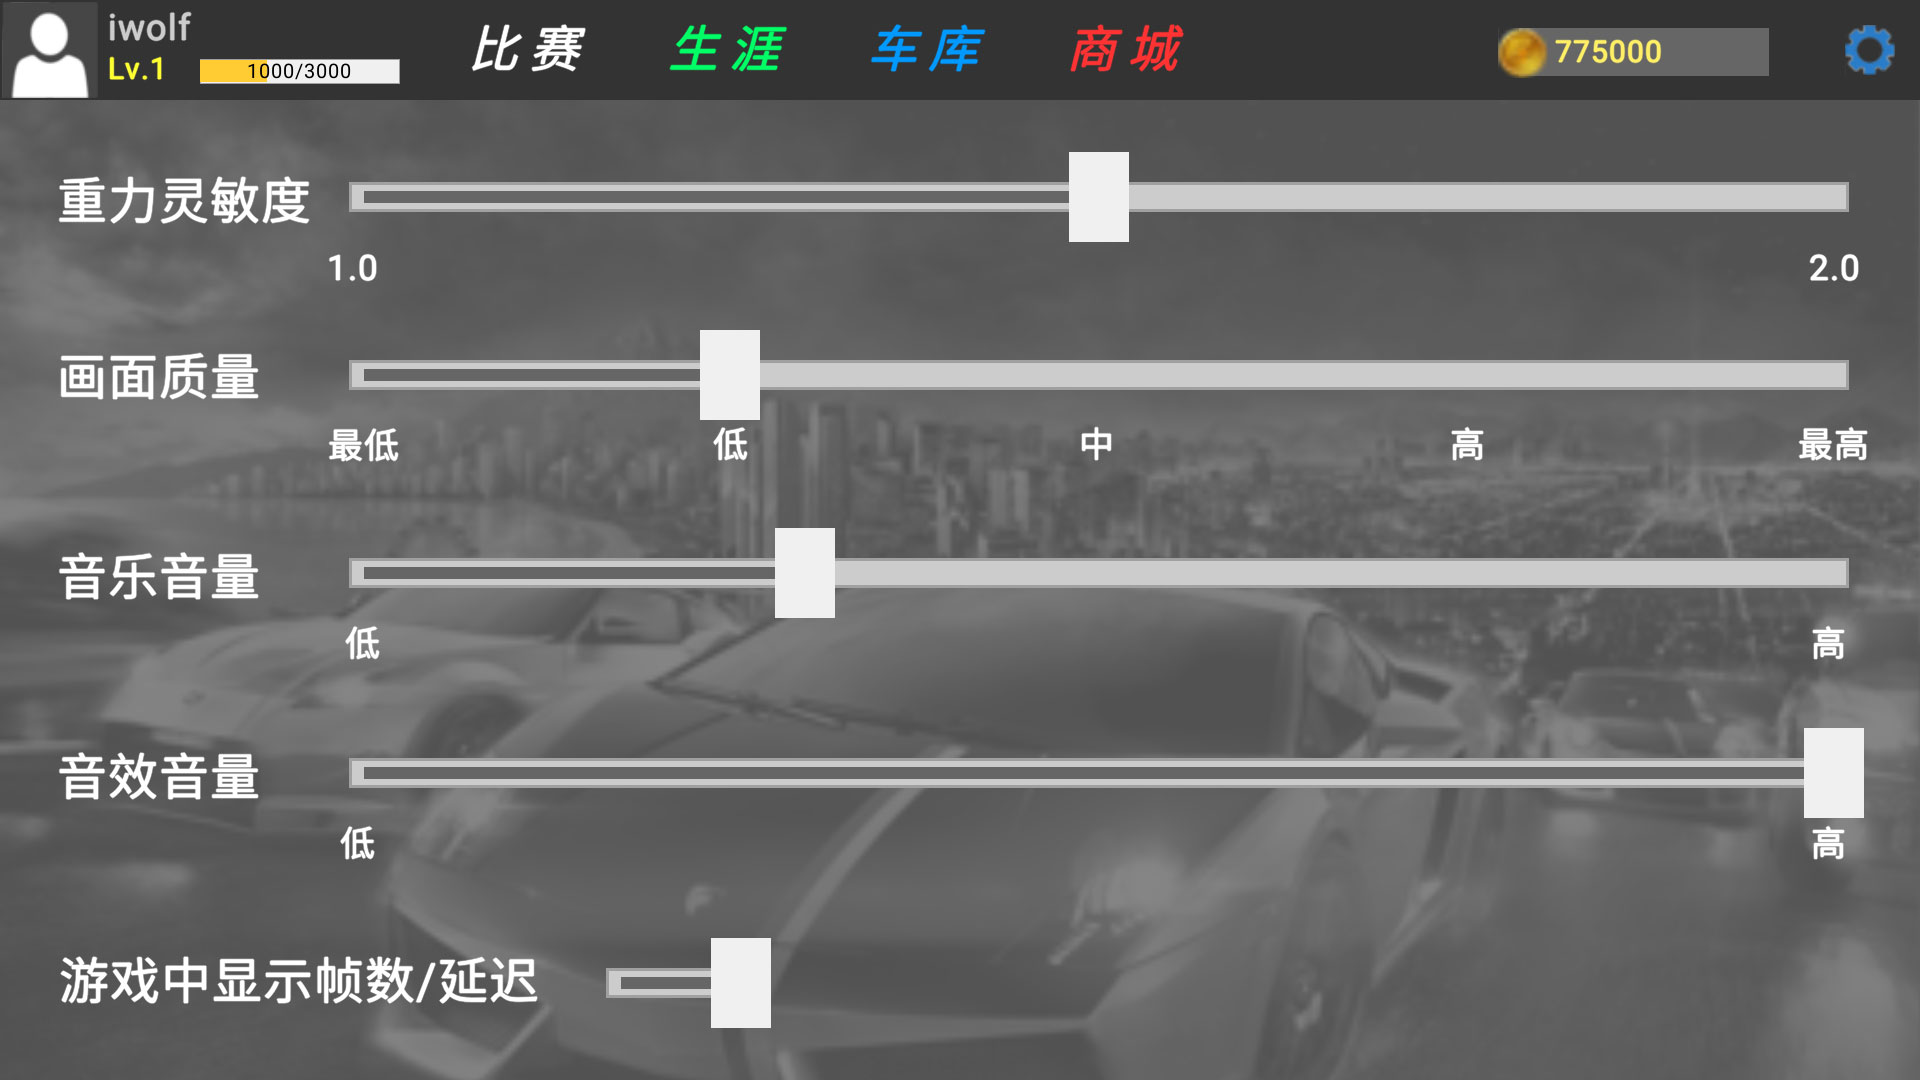 iwolf
Lv.1
1000/3000
比赛
生涯
车库
商城
775000
重力灵敏度
1.0
2.0
画面质量
最低
低
中
高
最高
音乐音量
低
高
音效音量
低
高
游戏中显示帧数/延迟